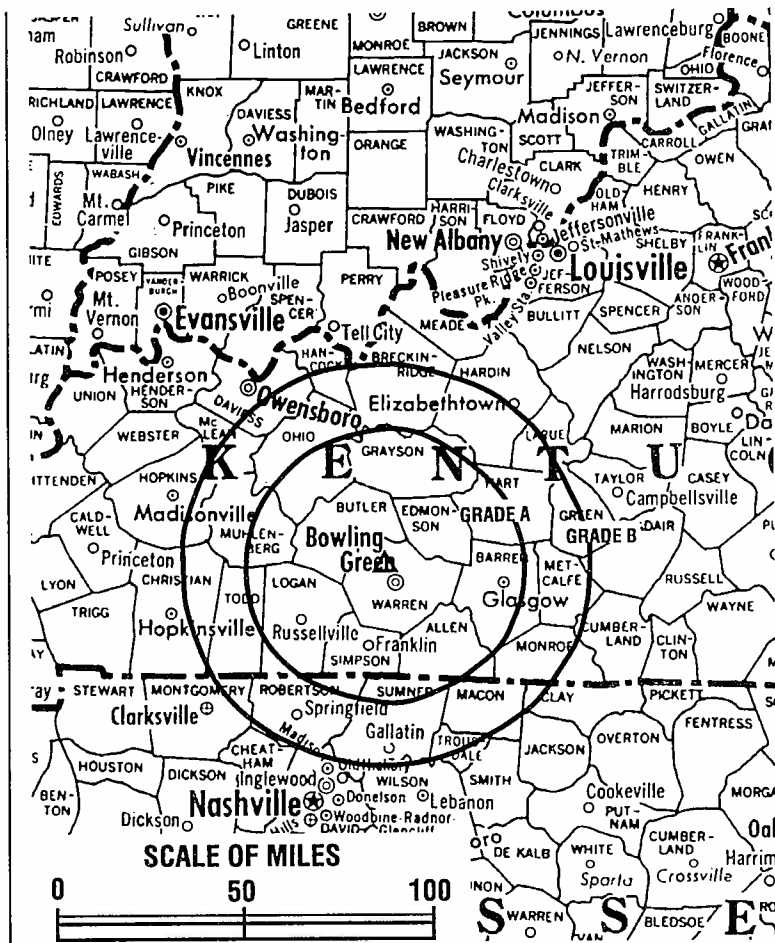 Sullivan
GREENE
BROWN
Columbus
JENNINGS
Lawrenceburg
BOONE
Robinson
Linton
MONROE
JACKSON
N. Vernon
OHIO
Florence
CRAWFORD
KNOX
MAR-
TIN
LAWRENCE
Seymour
JEFFER-
SON
SWITZER-
LAND
RICHLAND
LAWRENCE
DAVIESS
Bedford
WASHING-
TON
Madison
GALLATIN
Olney
Lawrence-
ville
Washing-
ton
ORANGE
SCOTT
CARROLL
GRA
Vincennes
Charlestown
CLARK
TRIM-
BLE
OWEN
WABASH
EDWARDS
PIKE
DUBOIS
Clarksville
OLD-
HAM
HENRY
Mt.
Carmel
Princeton
Jasper
CRAWFORD
HARRI-
SON
FLOYD
Jeffersonville
St. Mathews
SHELBY
FRANK-
LIN
Frank
GIBSON
New Albany
Shively
Louisville
POSEY
VANDER-
BURCH
WARRICK
PERRY
Pleasure Ridge
Pk.
JEF-
FERSON
ANDER-
SON
WOOD-
FORD
Boonville
SPEN-
CER
Valley Sta.
BULLITT
SPENCER
Mt.
Vernon
Evansville
Tell City
MEADE
NELSON
HAN-
COCK
BRECKIN-
RIDGE
HARDIN
WASH-
INGTON
MERCER
Henderson
UNION
HENDER-
SON
DAVIESS
Owensboro
Elizabethtown
Harrodsburg
WEBSTER
Mc
LEAN
OHIO
LARUE
MARION
BOYLE
LIN-
COLN
GRAYSON
K E N T U
HOPKINS
HART
TAYLOR
CASEY
Campbellsville
Madisonville
BUTLER
EDMON-
SON
GRADE A
GREEN
GRADE B
ADAIR
CALD-
WELL
MUHLEN-
BERG
Bowling
Green
BARREN
MET-
CALFE
Princeton
LYON
CHRISTIAN
TODD
LOGAN
WARREN
Glasgow
RUSSELL
TRIGG
Hopkinsville
Russellville
ALLEN
WAYNE
Franklin
SIMPSON
MONROE
CUMBER-
LAND
CLIN-
TON
STEWART
MONTGOMERY
ROBERTSON
SUMNER
MACON
CLAY
PICKETT
Clarksville
Springfield
Gallatin
FENTRESS
OVERTON
CHEAT-
HAM
TROUS
DALE
JACKSON
HOUSTON
DICKSON
Inglewood
WILSON
SMITH
Cookeville
BEN-
TON
Nashville
Donelson
Lebanon
PUT-
NAM
MORGA
Dickson
Woodbine-Radnor-
Glencliff
DE KALB
WHITE
CUMBER-
LAND
Sparta
Crossville
SCALE OF MILES
0 50 100
WARREN
BLEDSOE
S S E